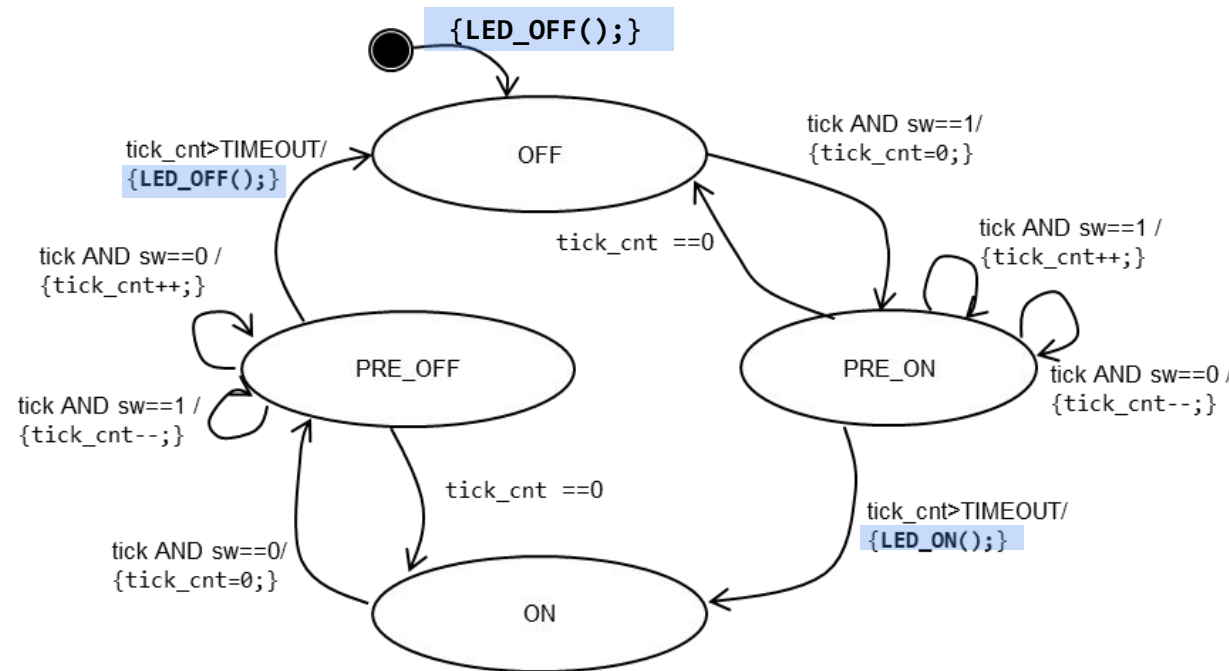 {LED_OFF();}
OFF
tick_cnt>TIMEOUT/
{LED_OFF();}
tick AND sw==1/
{tick_cnt=0;}
tick_cnt ==0
tick AND sw==0 /
{tick_cnt++;}
tick AND sw==1 /
{tick_cnt++;}
PRE_OFF
PRE_ON
tick AND sw==1 /
{tick_cnt--;}
tick AND sw==0 /
{tick_cnt--;}
tick_cnt ==0
tick AND sw==0/
{tick_cnt=0;}
tick_cnt>TIMEOUT/
{LED_ON();}
ON